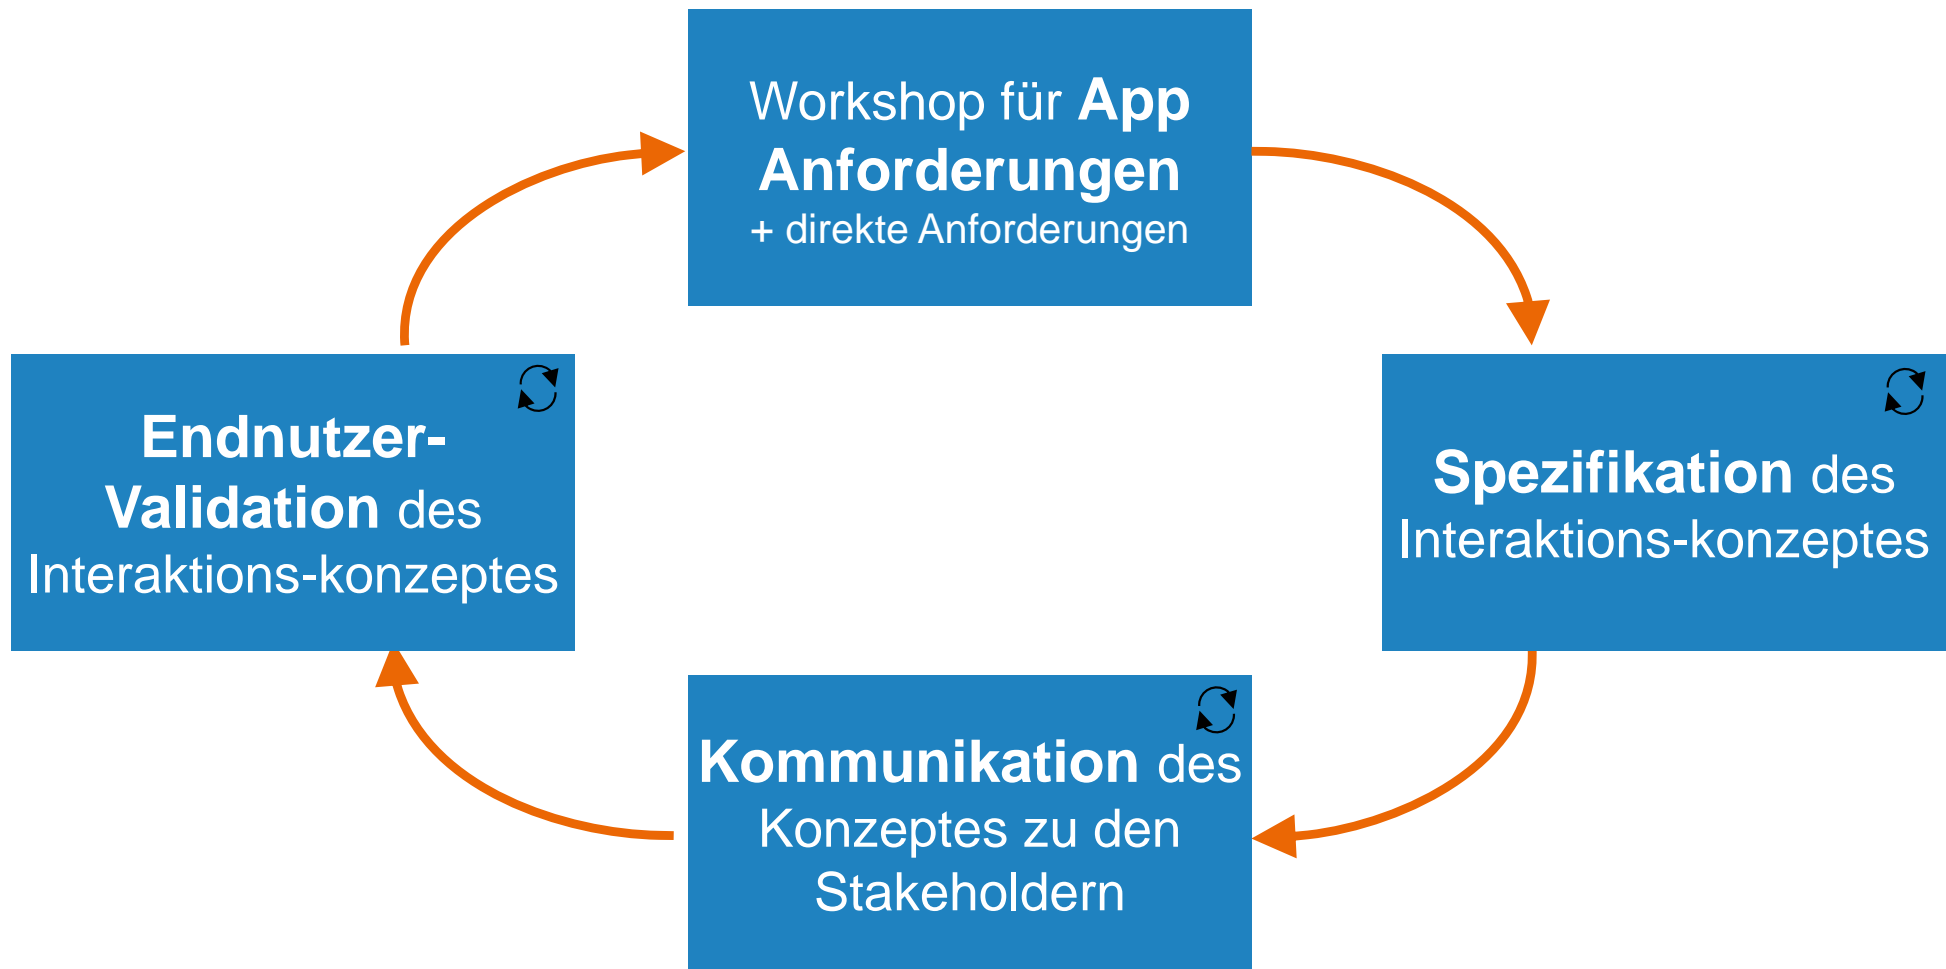 Workshop für App
Anforderungen
+ direkte Anforderungen
Endnutzer-
Validation des
Interaktions-konzeptes
Spezifikation des
Interaktions-konzeptes
Kommunikation des
Konzeptes zu den
Stakeholdern